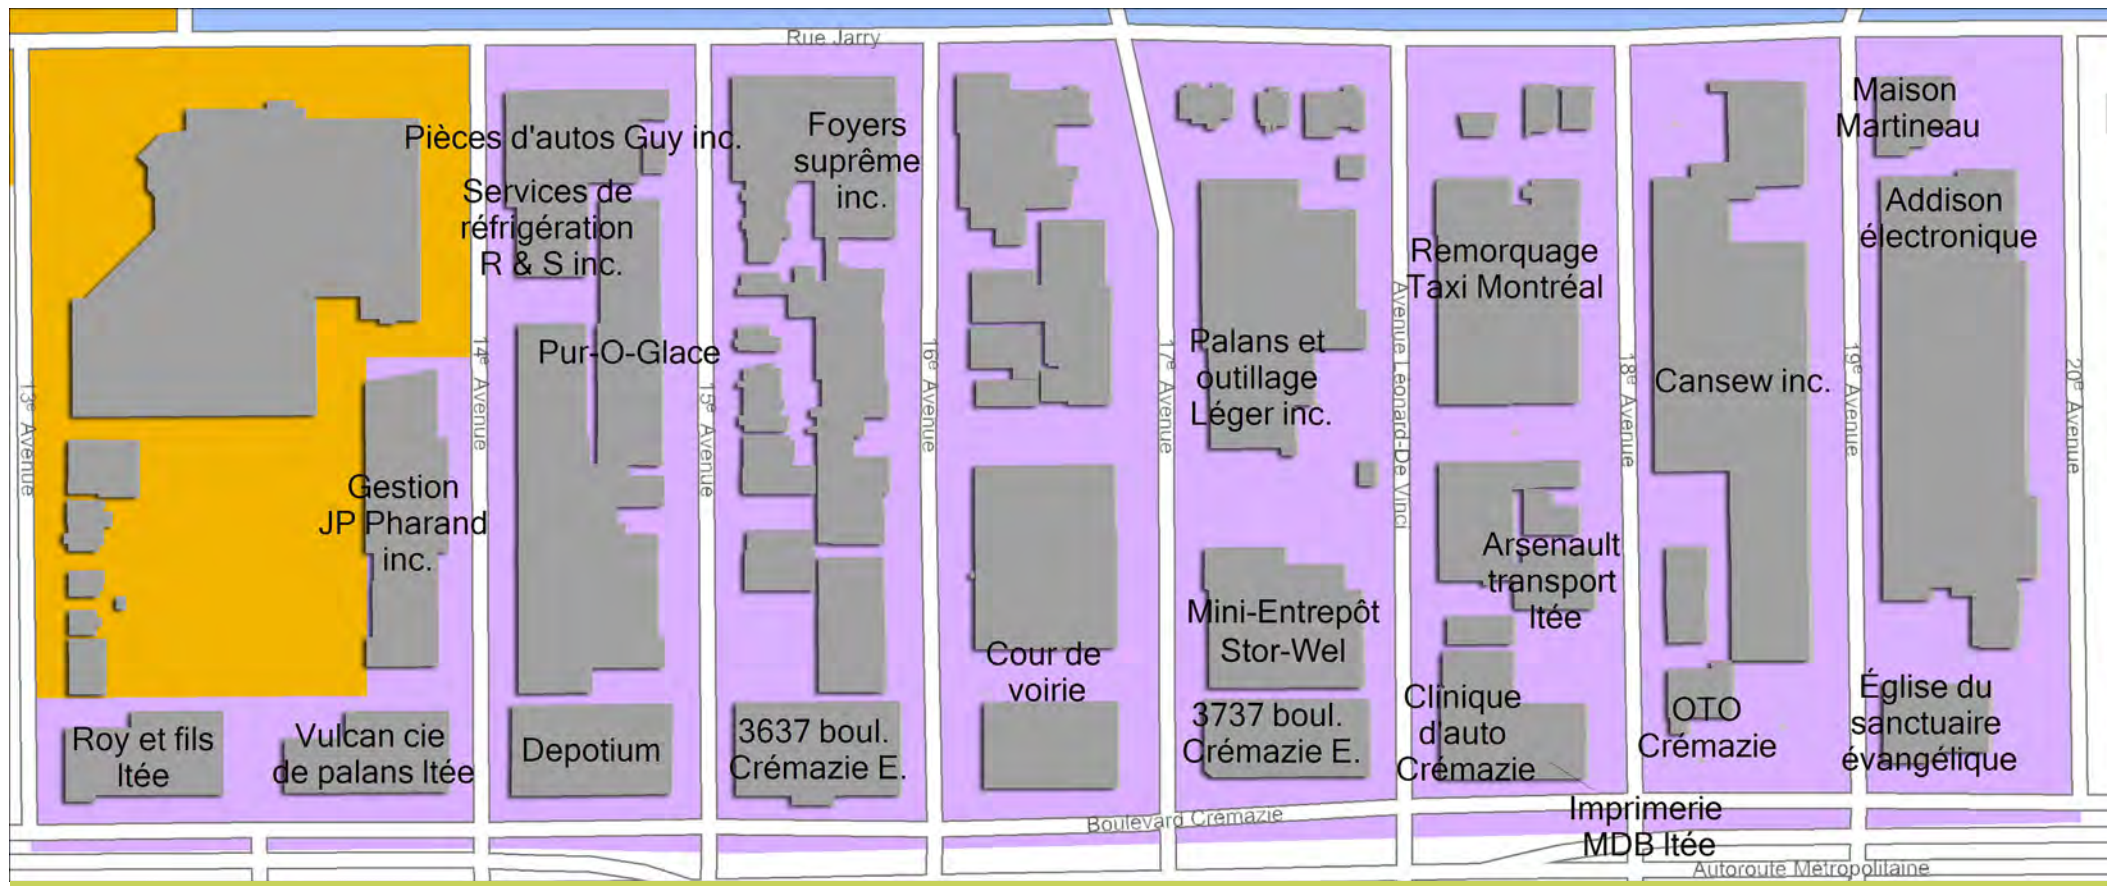 Rue Jarry
Pièces d'autos Guy inc.
Services de
réfrigération
R & S inc.
Foyers
suprême
inc.
Maison
Martineau
Addison
électronique
Remorquage
Taxi Montréal
Pur-O-Glace
Palans et
outillage
Léger inc.
Cansew inc.
13e Avenue
14e Avenue
15e Avenue
16e Avenue
17e Avenue
Avenue Léonard-De Vinci
18e Avenue
19e Avenue
20e Avenue
Gestion
JP Pharand
inc.
Arsenault
transport
ltée
Mini-Entrepôt
Stor-Wel
Cour de
voirie
Roy et fils
ltée
Vulcan cie
de palans ltée
Depotium
3637 boul.
Crémazie E.
3737 boul.
Crémazie E.
Clinique
d'auto
Crémazie
OTO
Crémazie
Église du
sanctuaire
évangélique
Imprimerie
MDB ltée
Boulevard Crémazie
Autoroute Métropolitaine